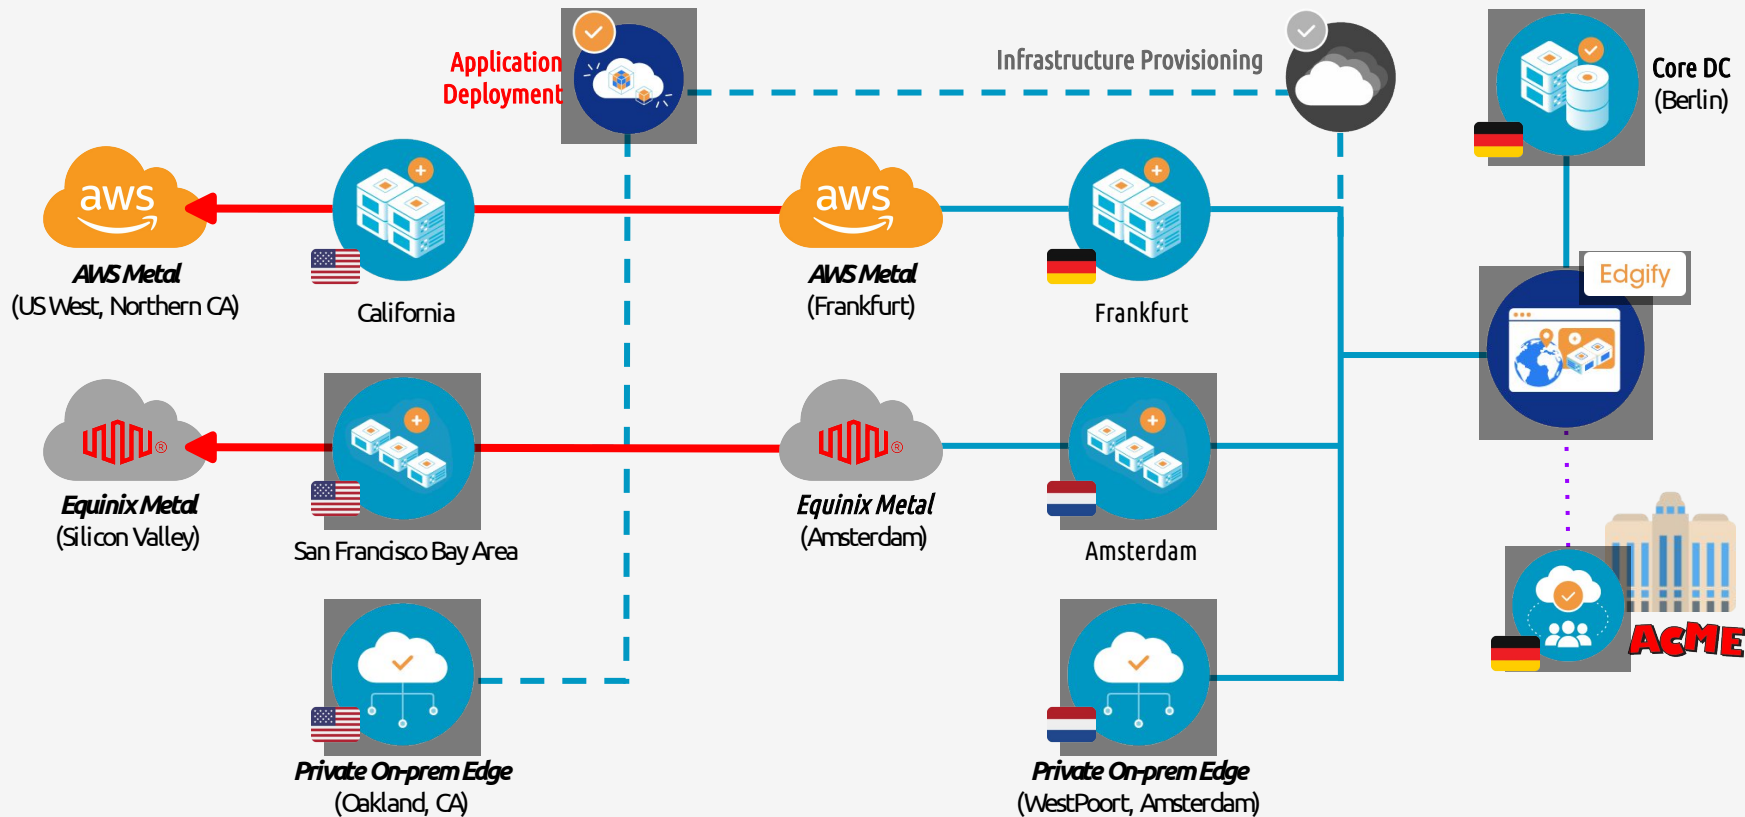 Application
Deployment
Infrastructure Provisioning
Core DC
(Berlin)
aws
AWS Metal
(US West, Northern CA)
California
aws
AWS Metal
(Frankfurt)
Frankfurt
Edgify
®
Equinix Metal
(Silicon Valley)
San Francisco Bay Area
®
Equinix Metal
(Amsterdam)
Amsterdam
ACME
Private On-prem Edge
(Oakland, CA)
Private On-prem Edge
(WestPoort, Amsterdam)